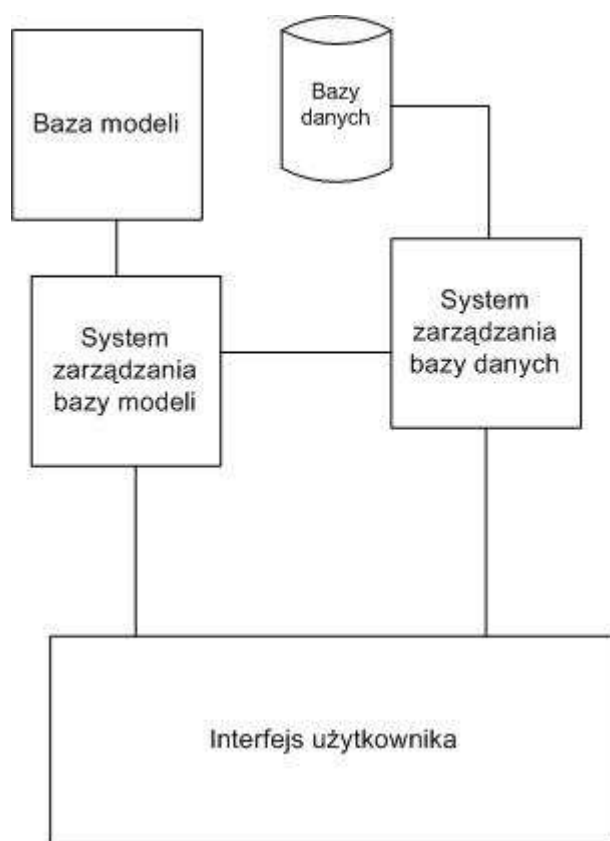 Baza modeli
Bazy
danych
System
zarządzania
bazy modeli
System
zarządzania
bazy danych
Interfejs użytkownika